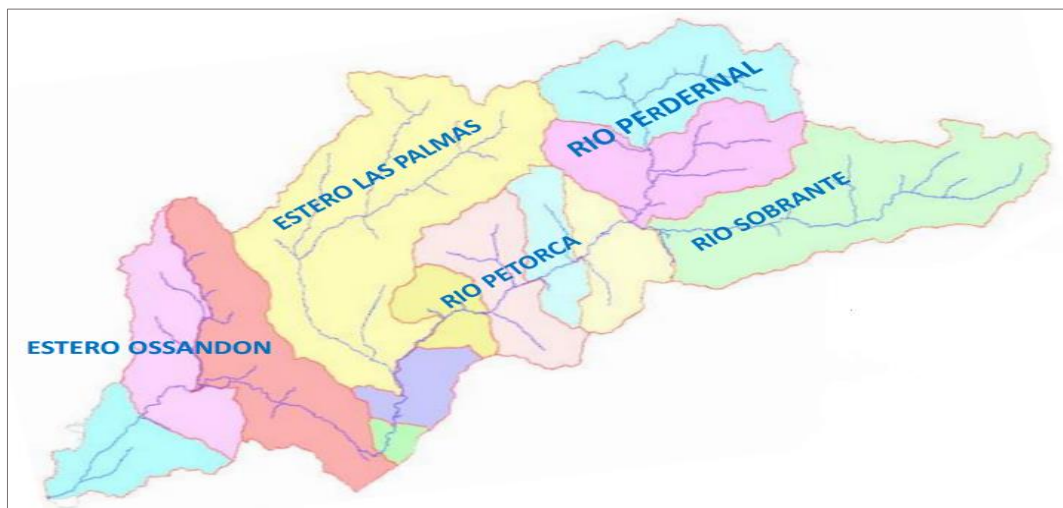 RIO PERDERNAL
ESTERO LAS PALMAS
RIO SOBRANTE
RIO PETORCA
ESTERO OSSANDON